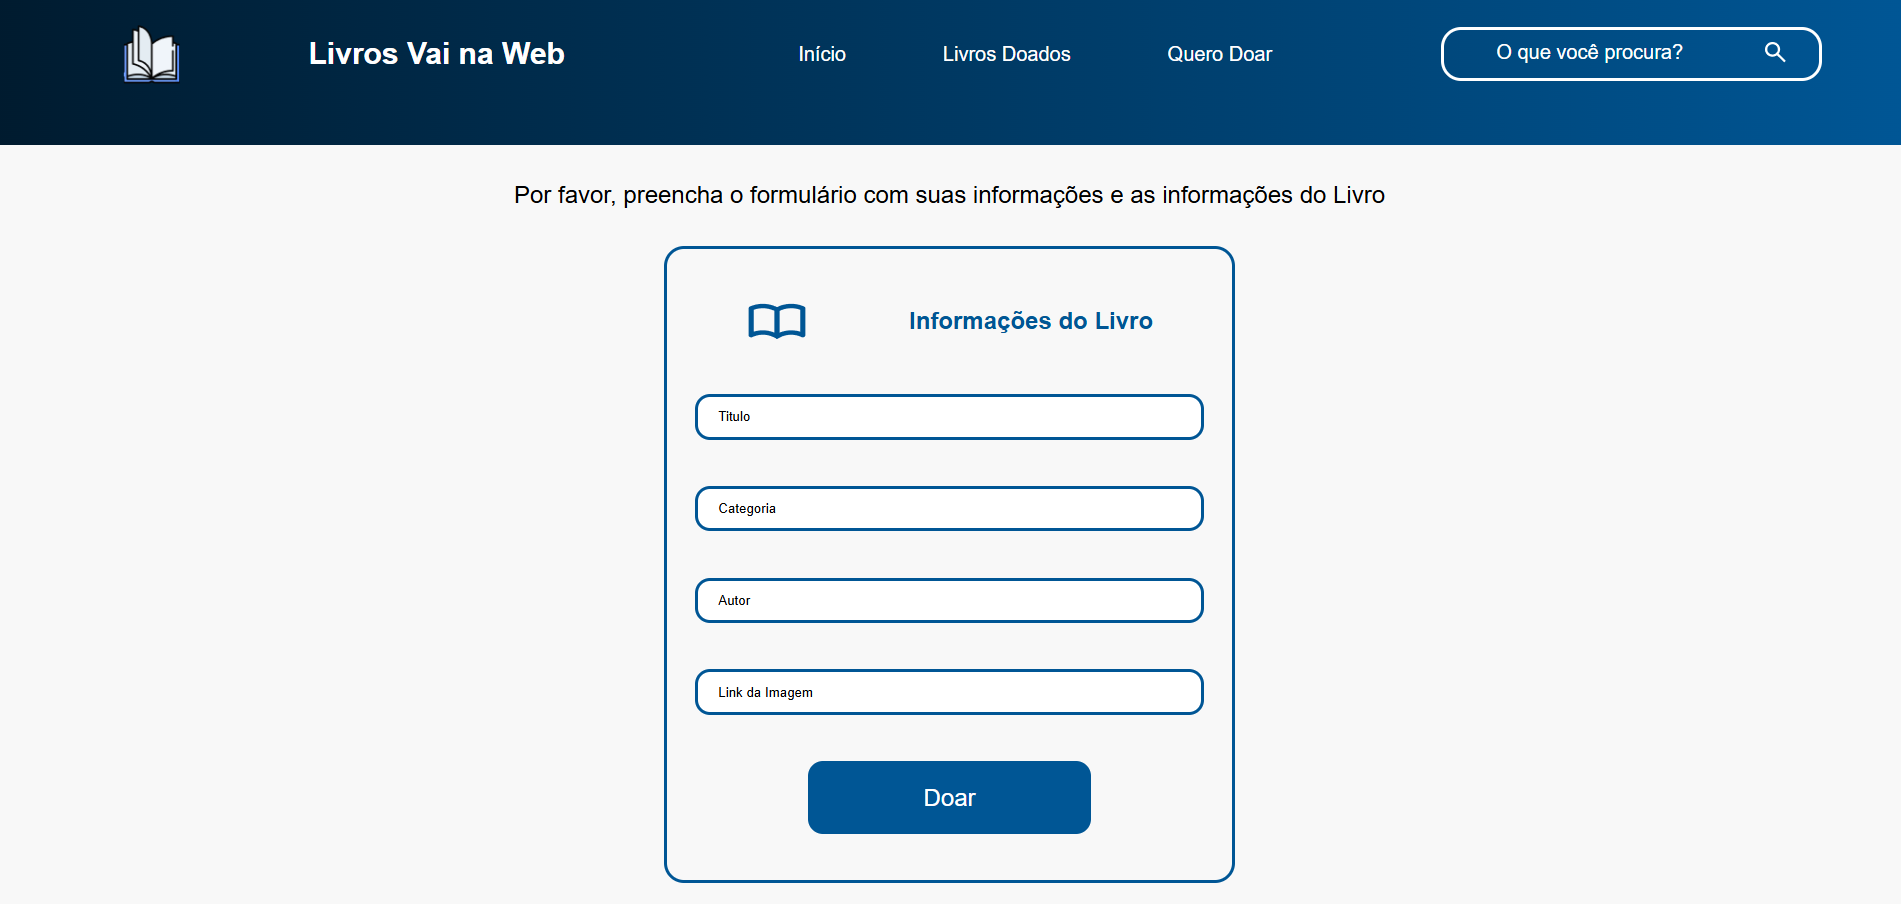 Livros Vai na Web
Início
Livros Doados
Quero Doar
O que você procura?
Por favor, preencha o formulário com suas informações e as informações do Livro
Informações do Livro
Titulo
Categoria
Autor
Link da Imagem
Doar